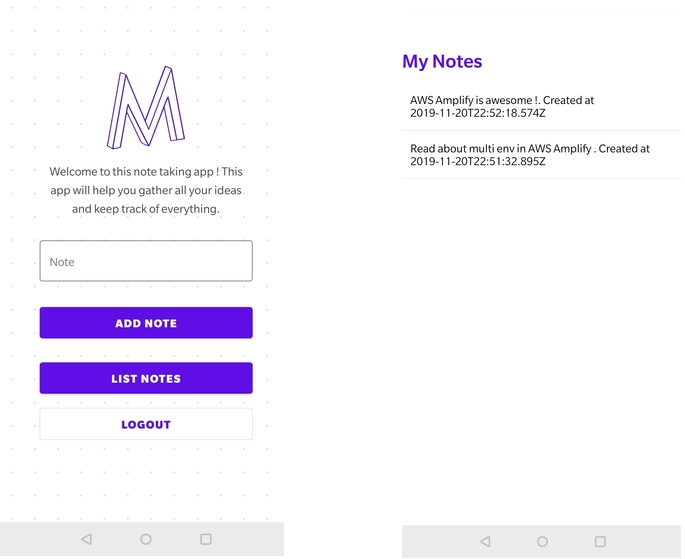 Welcome to this note taking app ! This
app will help you gather all your ideas
and keep track of everything.
Note
ADD NOTE
LIST NOTES
LOGOUT
My Notes
AWS Amplify is awesome !. Created at
2019-11-20T22:52:18.574Z
Read about multi env in AWS Amplify . Created at
2019-11-20T22:51:32.895Z